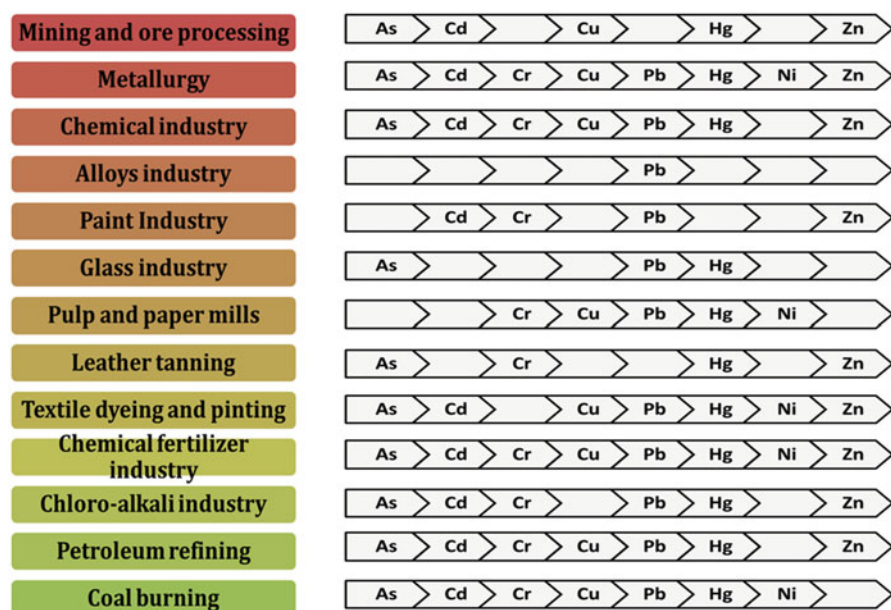 Mining and ore processing As Cd Cu Hg Zn
Metallurgy As Cd Cr Cu Pb Hg Ni Zn
Chemical industry As Cd Cr Cu Pb Hg Zn
Alloys industry Pb
Paint Industry Cd Cr Pb Zn
Glass industry As Pb Hg
Pulp and paper mills Cr Cu Pb Hg Ni
Leather tanning As Cr Hg Zn
Textile dyeing and pinting As Cd Cu Pb Hg Ni Zn
Chemical fertilizer
industry As Cd Cr Cu Pb Hg Ni Zn
Chloro-alkali industry As Cd Cr Pb Hg Zn
Petroleum refining As Cd Cr Cu Pb Hg Zn
Coal burning As Cd Cr Cu Pb Hg Ni